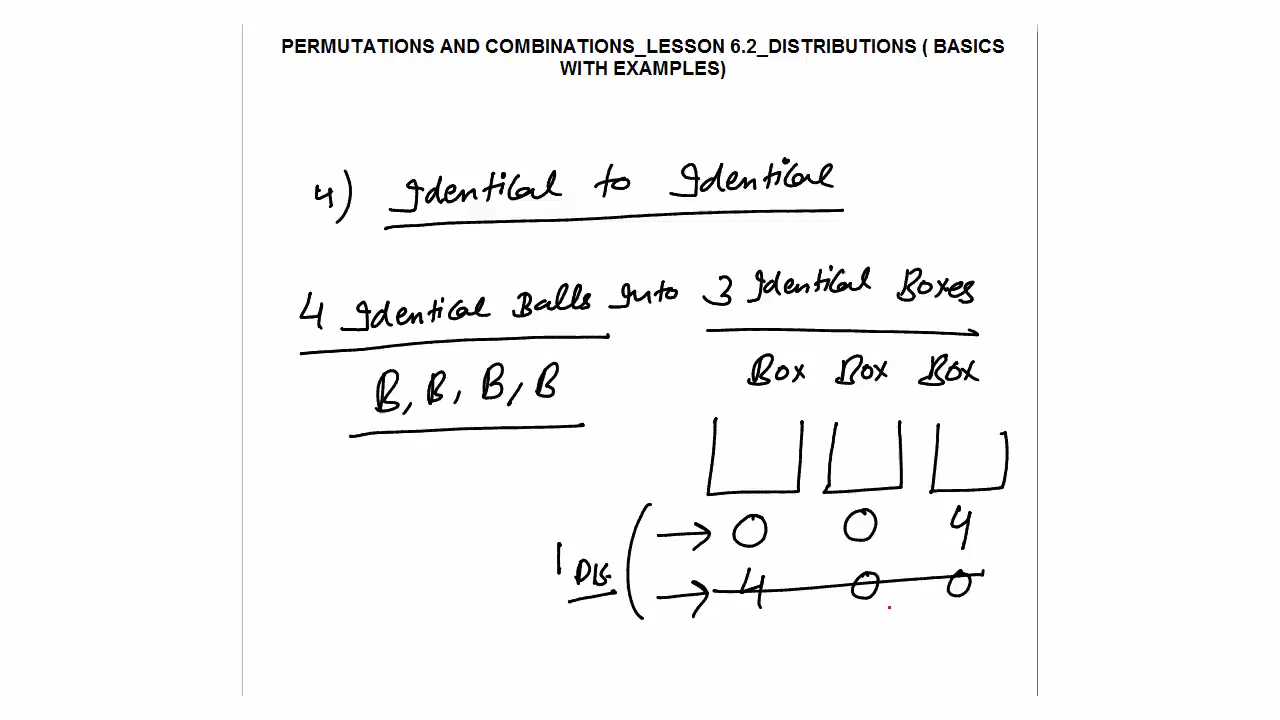 PERMUTATIONS AND COMBINATIONS_LESSON 6.2_DISTRIBUTIONS ( BASICS
WITH EXAMPLES)
4) Identical to Identical
4 Identical Balls Into 3 Identical Boxes
B, B, B, B
Box Box Box
→ 0 0 4
1 Dis.
→ 4 0 0